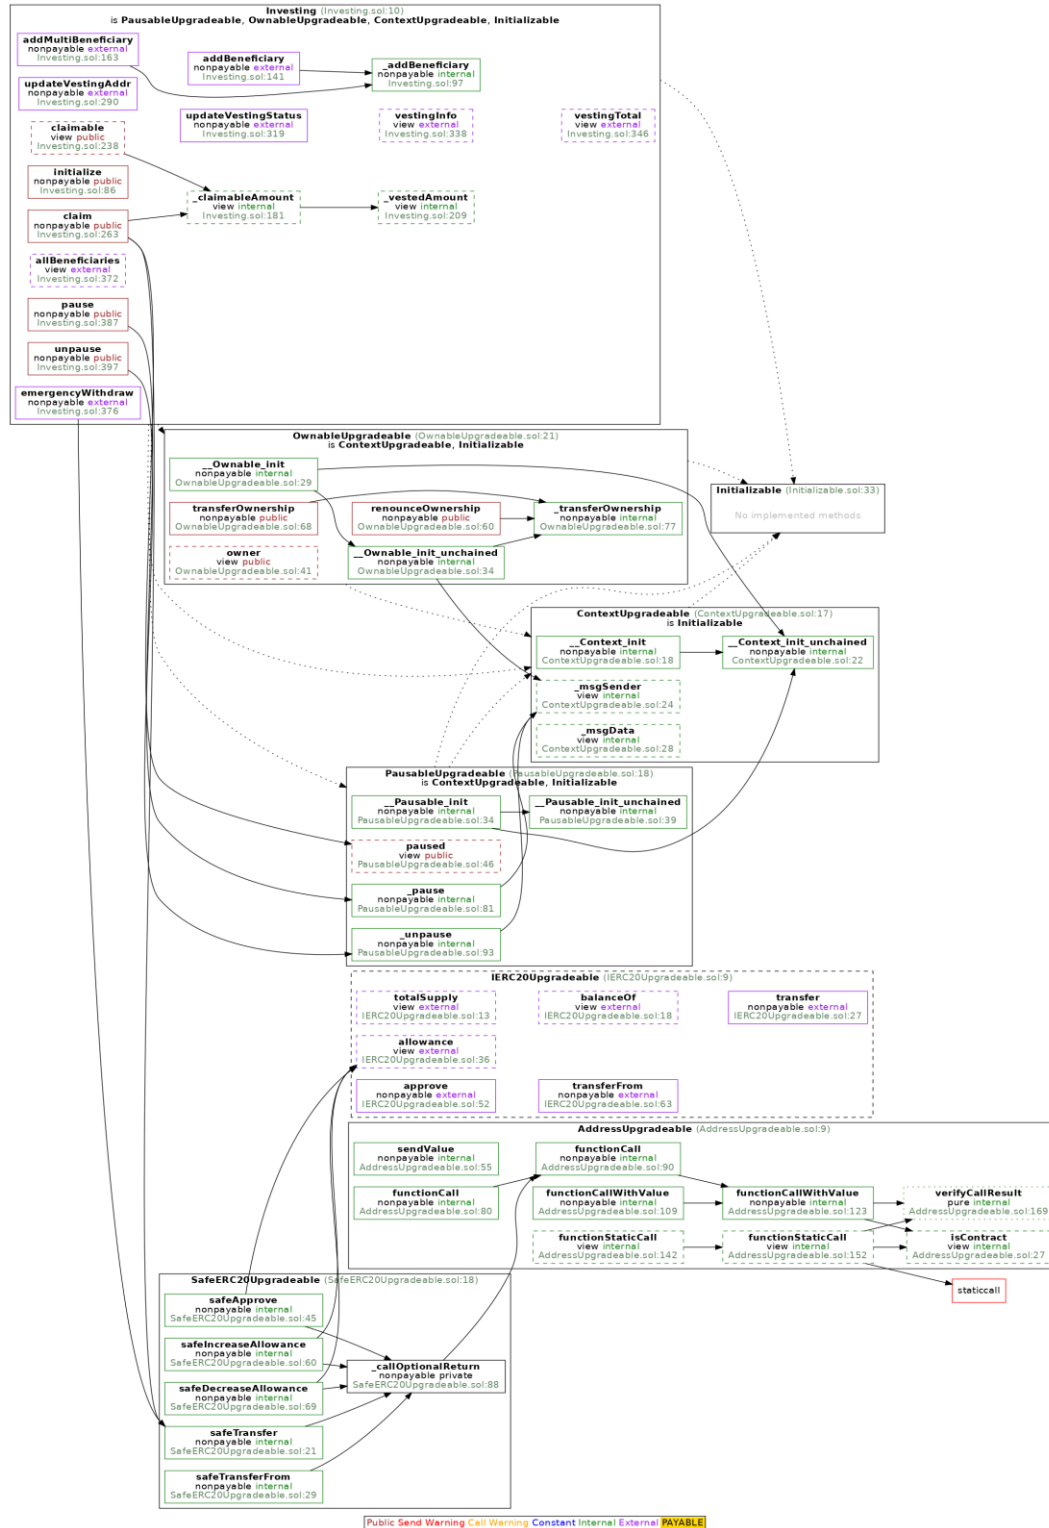 Investing (Investing.sol:10)
is PausableUpgradeable, OwnableUpgradeable, ContextUpgradeable, Initializable
addMultiBeneficiary
nonpayable external
Investing.sol:163
addBeneficiary
nonpayable external
Investing.sol:141
_addBeneficiary
nonpayable internal
Investing.sol:97
updateVestingAddr
nonpayable external
Investing.sol:290
updateVestingStatus
nonpayable external
Investing.sol:319
vestingInfo
view external
Investing.sol:338
vestingTotal
view external
Investing.sol:346
claimable
view public
Investing.sol:238
initialize
nonpayable public
Investing.sol:86
_claimableAmount
view internal
Investing.sol:181
_vestedAmount
view internal
Investing.sol:209
claim
nonpayable public
Investing.sol:263
allBeneficiaries
view external
Investing.sol:372
pause
nonpayable public
Investing.sol:387
unpause
nonpayable public
Investing.sol:397
emergencyWithdraw
nonpayable external
Investing.sol:376
OwnableUpgradeable (OwnableUpgradeable.sol:21)
is ContextUpgradeable, Initializable
__Ownable_init
nonpayable internal
OwnableUpgradeable.sol:29
transferOwnership
nonpayable public
OwnableUpgradeable.sol:68
renounceOwnership
nonpayable public
OwnableUpgradeable.sol:60
_transferOwnership
nonpayable internal
OwnableUpgradeable.sol:77
owner
view public
OwnableUpgradeable.sol:41
__Ownable_init_unchained
nonpayable internal
OwnableUpgradeable.sol:34
Initializable (Initializable.sol:33)
No implemented methods
ContextUpgradeable (ContextUpgradeable.sol:17)
is Initializable
__Context_init
nonpayable internal
ContextUpgradeable.sol:18
__Context_init_unchained
nonpayable internal
ContextUpgradeable.sol:22
_msgSender
view internal
ContextUpgradeable.sol:24
_msgData
view internal
ContextUpgradeable.sol:28
PausableUpgradeable (PausableUpgradeable.sol:18)
is ContextUpgradeable, Initializable
__Pausable_init
nonpayable internal
PausableUpgradeable.sol:34
__Pausable_init_unchained
nonpayable internal
PausableUpgradeable.sol:39
paused
view public
PausableUpgradeable.sol:46
_pause
nonpayable internal
PausableUpgradeable.sol:81
_unpause
nonpayable internal
PausableUpgradeable.sol:93
IERC20Upgradeable (IERC20Upgradeable.sol:9)
totalSupply
view external
IERC20Upgradeable.sol:13
balanceOf
view external
IERC20Upgradeable.sol:18
transfer
nonpayable external
IERC20Upgradeable.sol:27
allowance
view external
IERC20Upgradeable.sol:36
approve
nonpayable external
IERC20Upgradeable.sol:52
transferFrom
nonpayable external
IERC20Upgradeable.sol:63
AddressUpgradeable (AddressUpgradeable.sol:9)
sendValue
nonpayable internal
AddressUpgradeable.sol:55
functionCall
nonpayable internal
AddressUpgradeable.sol:90
functionCall
nonpayable internal
AddressUpgradeable.sol:80
functionCallWithValue
nonpayable internal
AddressUpgradeable.sol:109
functionCallWithValue
nonpayable internal
AddressUpgradeable.sol:123
verifyCallResult
pure internal
AddressUpgradeable.sol:169
functionStaticCall
view internal
AddressUpgradeable.sol:142
functionStaticCall
view internal
AddressUpgradeable.sol:152
isContract
view internal
AddressUpgradeable.sol:27
staticcall
SafeERC20Upgradeable (SafeERC20Upgradeable.sol:18)
safeApprove
nonpayable internal
SafeERC20Upgradeable.sol:45
safeIncreaseAllowance
nonpayable internal
SafeERC20Upgradeable.sol:60
_callOptionalReturn
nonpayable private
SafeERC20Upgradeable.sol:88
safeDecreaseAllowance
nonpayable internal
SafeERC20Upgradeable.sol:69
safeTransfer
nonpayable internal
SafeERC20Upgradeable.sol:21
safeTransferFrom
nonpayable internal
SafeERC20Upgradeable.sol:29
Public Send Warning Call Warning Constant Internal External PAYABLE